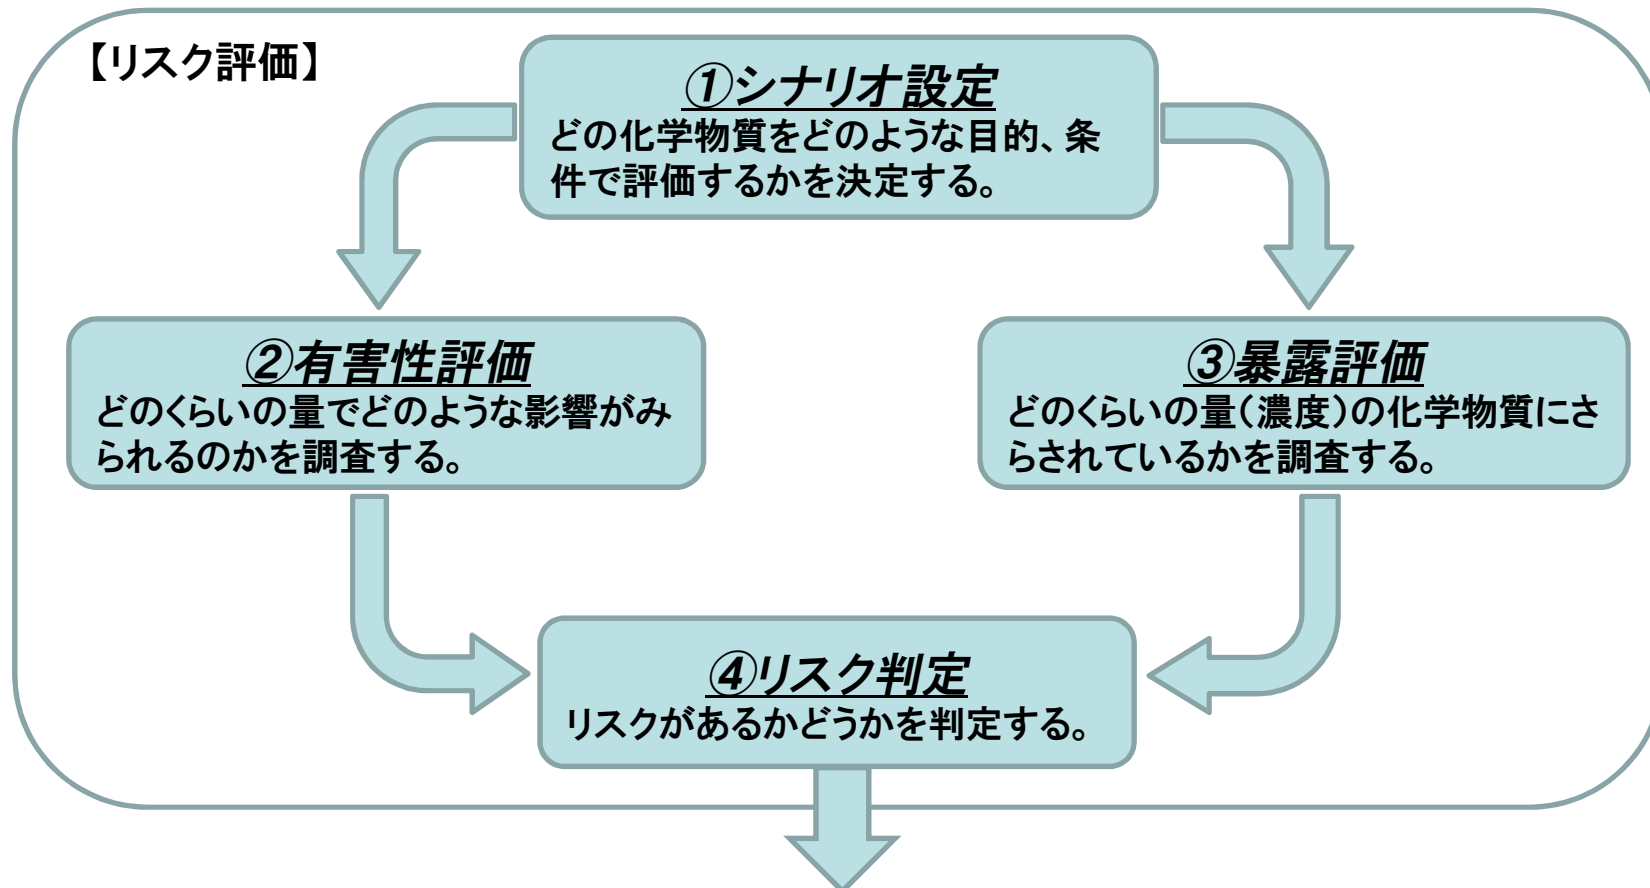 【リスク評価】
①シナリオ設定
どの化学物質をどのような目的、条
件で評価するかを決定する。
②有害性評価
どのくらいの量でどのような影響がみ
られるのかを調査する。
③暴露評価
どのくらいの量(濃度)の化学物質にさ
らされているかを調査する。
④リスク判定
リスクがあるかどうかを判定する。